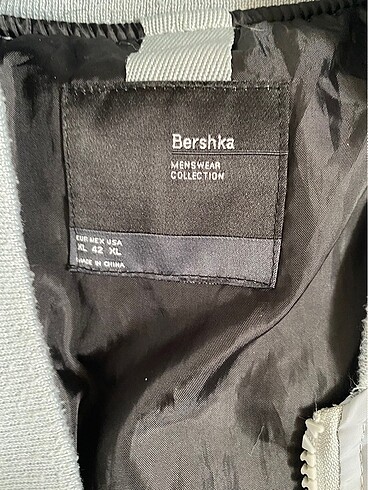 Bershka
MENSWEAR
COLLECTION
EUR MEX USA
XL 42 XL
MADE IN CHINA